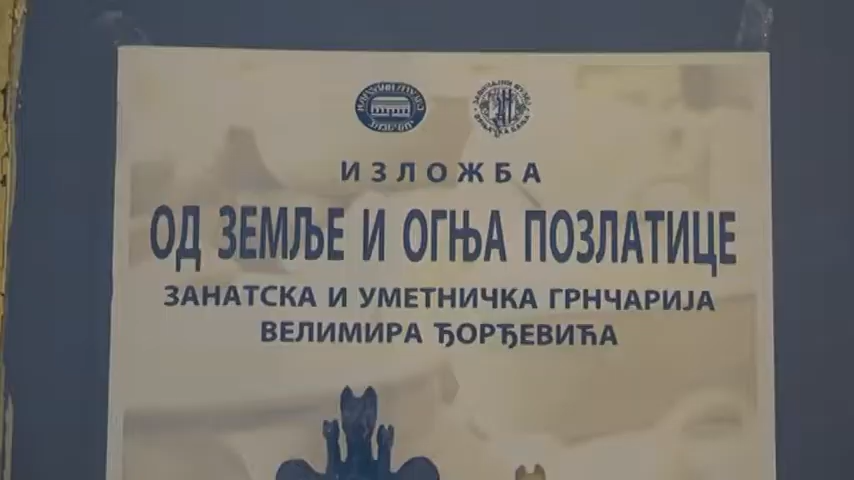 ИЗЛОЖБА
ОД ЗЕМЉЕ И ОГЊА ПОЗЛАТИЦЕ
ЗАНАТСКА И УМЕТНИЧКА ГРНЧАРИЈА
ВЕЛИМИРА ЂОРЂЕВИЋА